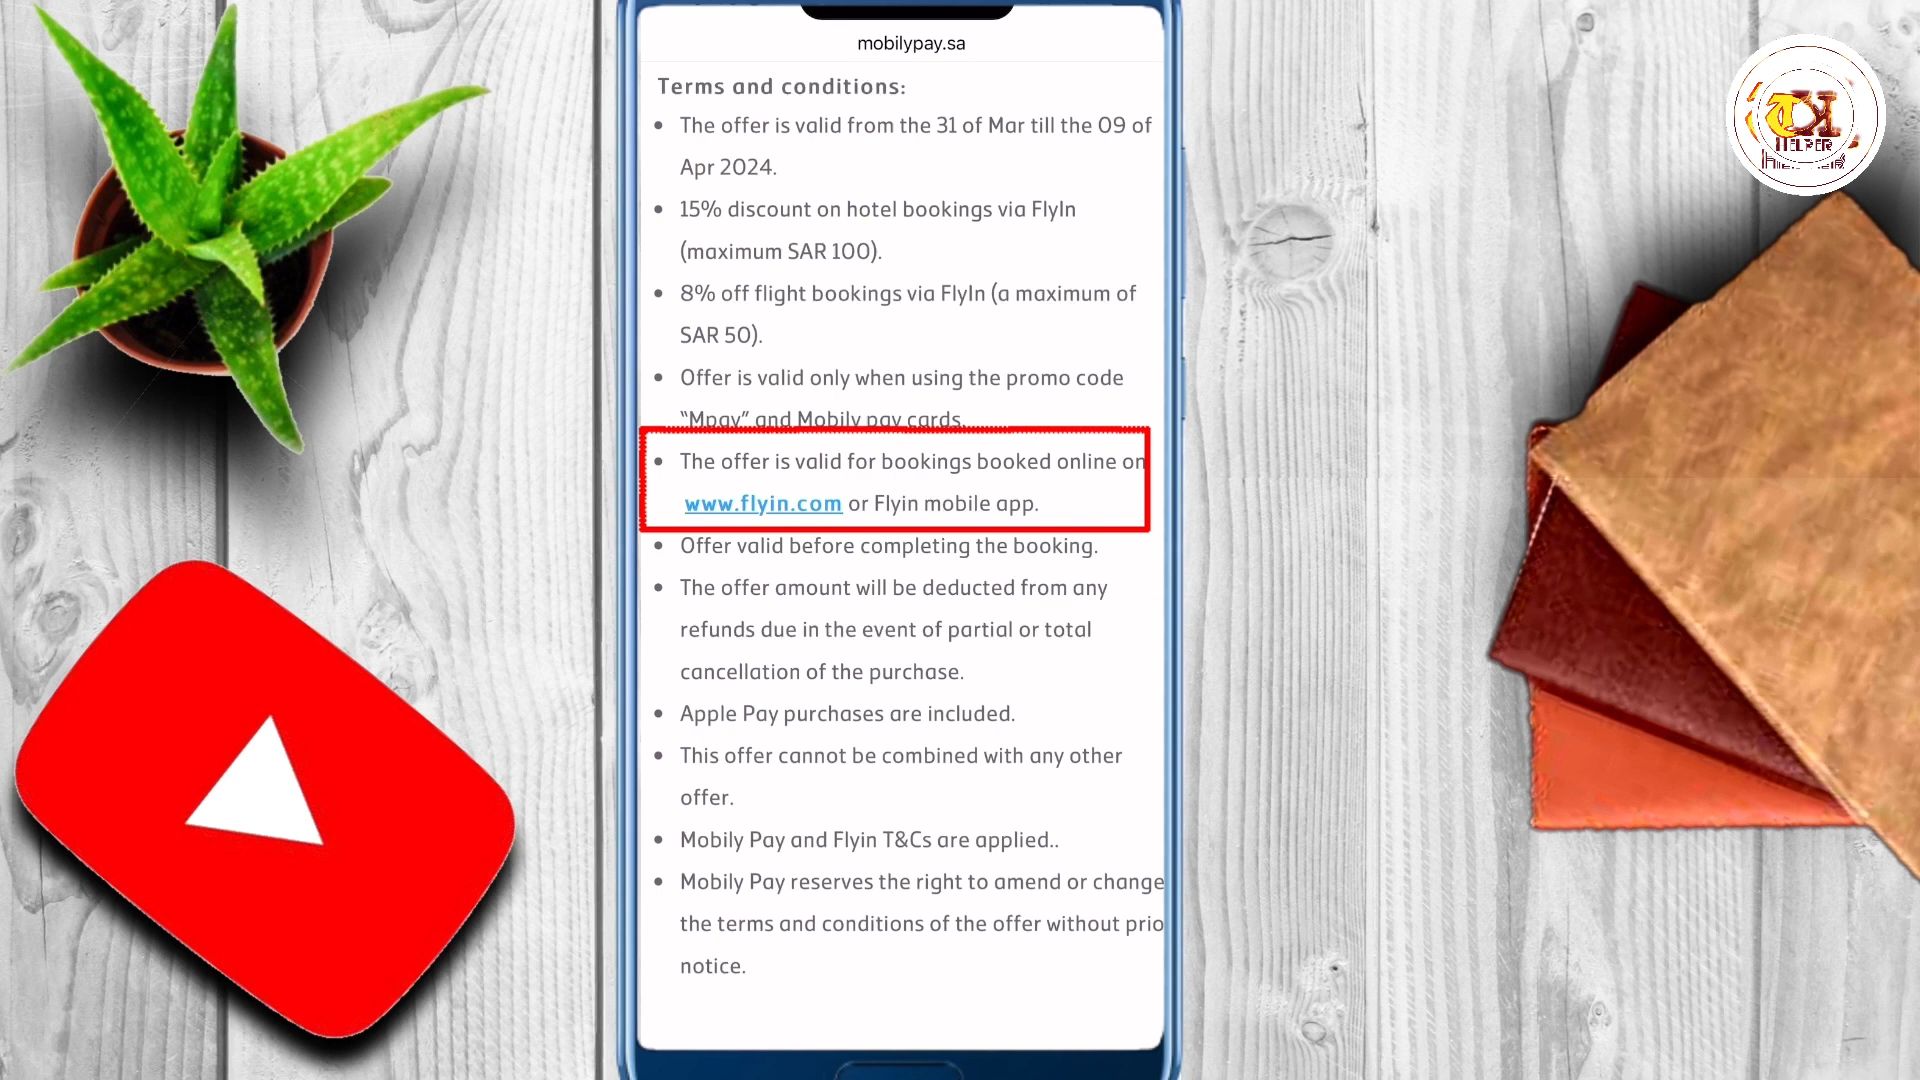 mobilypay.sa
Terms and conditions:
• The offer is valid from the 31 of Mar till the 09 of
Apr 2024.
• 15% discount on hotel bookings via FlyIn
(maximum SAR 100).
• 8% off flight bookings via FlyIn (a maximum of
SAR 50).
• Offer is valid only when using the promo code
“Mpay” and Mobily pay cards.
• The offer is valid for bookings booked online on
www.flyin.com or Flyin mobile app.
• Offer valid before completing the booking.
• The offer amount will be deducted from any
refunds due in the event of partial or total
cancellation of the purchase.
• Apple Pay purchases are included.
• This offer cannot be combined with any other
offer.
• Mobily Pay and Flyin T&Cs are applied..
• Mobily Pay reserves the right to amend or change
the terms and conditions of the offer without prio
notice.
TK
HELPER